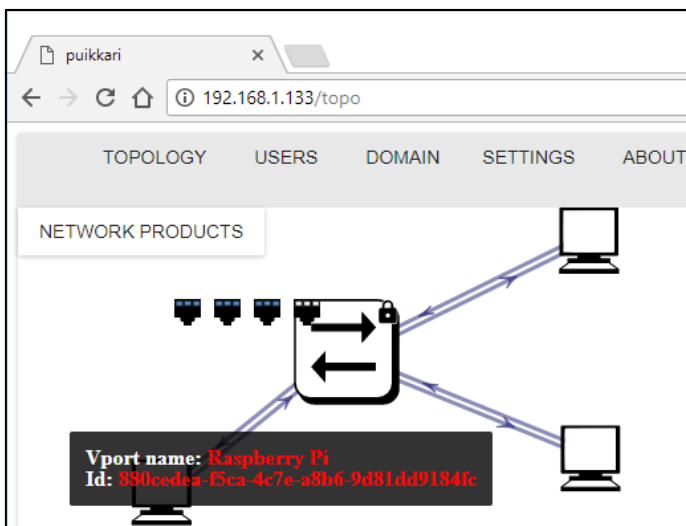 puikkari
192.168.1.133/topo
TOPOLOGY USERS DOMAIN SETTINGS ABOUT
NETWORK PRODUCTS
Vport name: Raspberry Pi
Id: 880cedea-f5ca-4c7e-a8b6-9d81dd9184fc